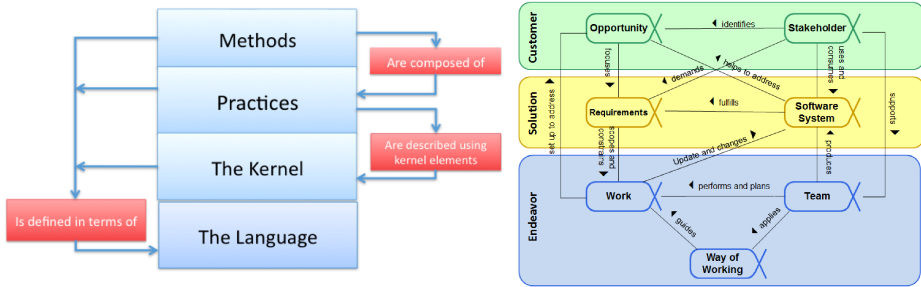 Methods
Are composed of
Practices
Are described using
kernel elements
The Kernel
Is defined in terms of
The Language
Customer
Opportunity
identifies
Stakeholder
focuses
demands
helps to address
uses and
consumes
Solution
Requirements
fulfills
Software
System
set up to address
scopes and
constrains
Update and changes
produces
supports
Endeavor
Work
performs and plans
Team
guides
applies
Way of
Working